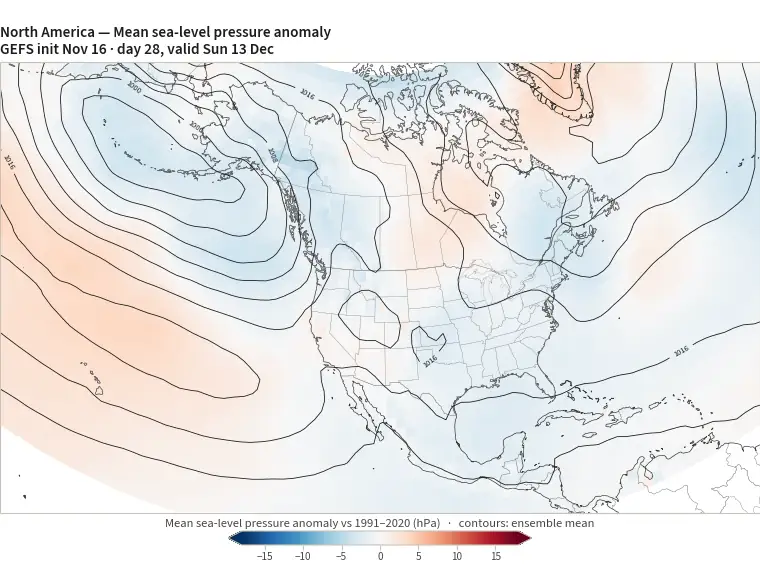 North America — Mean sea-level pressure anomaly
GEFS init Nov 16 · day 28, valid Sun 13 Dec
1000
1016
1008
1016
1016
1016
Mean sea-level pressure anomaly vs 1991–2020 (hPa)   ·   contours: ensemble mean
−15 −10 −5 0 5 10 15